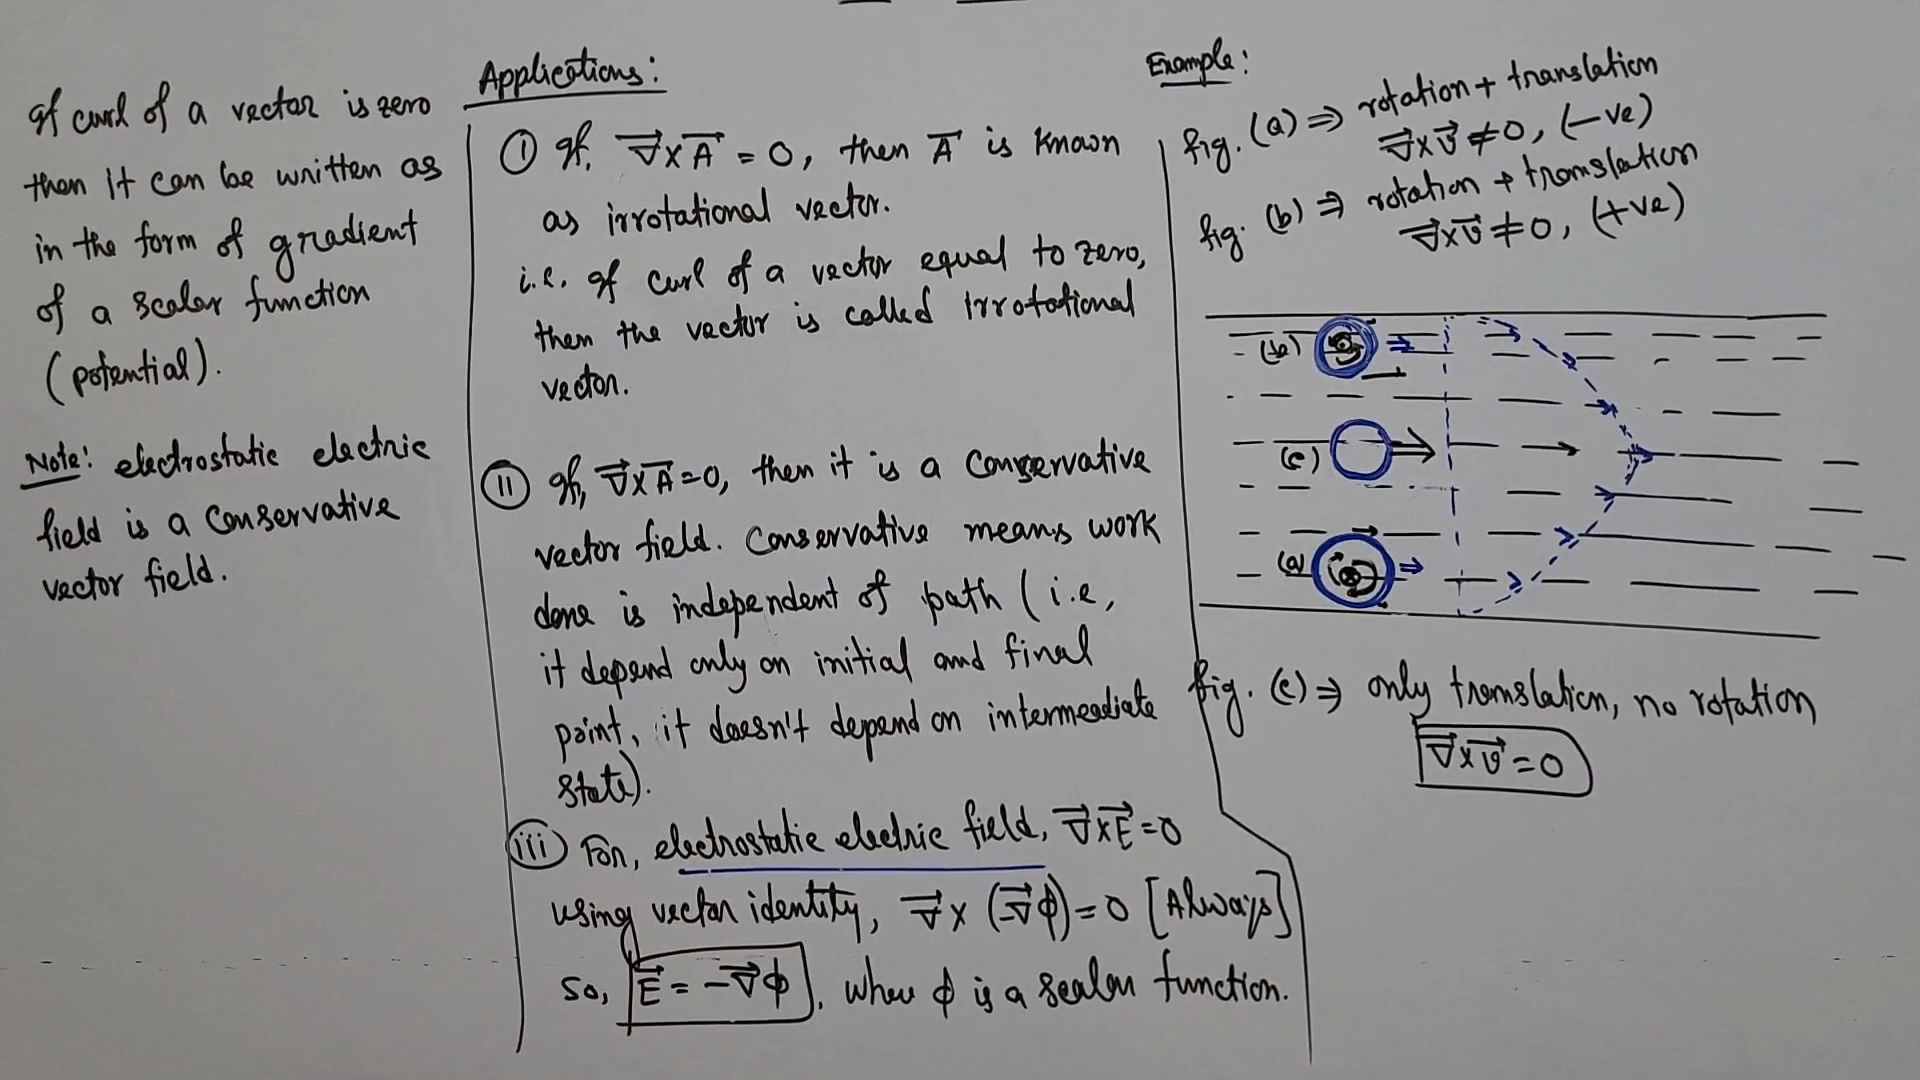 If curl of a vector is zero
then it can be written as
in the form of gradient
of a scalar function
(potential).
Note: electrostatic electric
field is a conservative
vector field.
Applications:
(i) If, ∇⃗×A⃗ = 0, then A⃗ is known
as irrotational vector.
i.e. If curl of a vector equal to zero,
then the vector is called irrotational
vector.
(ii) If, ∇⃗×A⃗=0, then it is a conservative
vector field. Conservative means work
done is independent of path (i.e,
it depend only on initial and final
point, it doesn't depend on intermeadiate
state).
(iii) For, electrostatic electric field, ∇⃗×E⃗=0
using vector identity, ∇⃗×(-∇⃗ϕ)=0 [Always]
So, E⃗ = -∇⃗ϕ, where ϕ is a scalar function.
Example:
fig. (a) ⇒ rotation + translation
∇⃗×v⃗ ≠ 0, (-ve)
fig. (b) ⇒ rotation + translation
∇⃗×v⃗ ≠ 0, (+ve)
(b)
(c)
(a)
fig. (c) ⇒ only translation, no rotation
∇⃗×v⃗ = 0